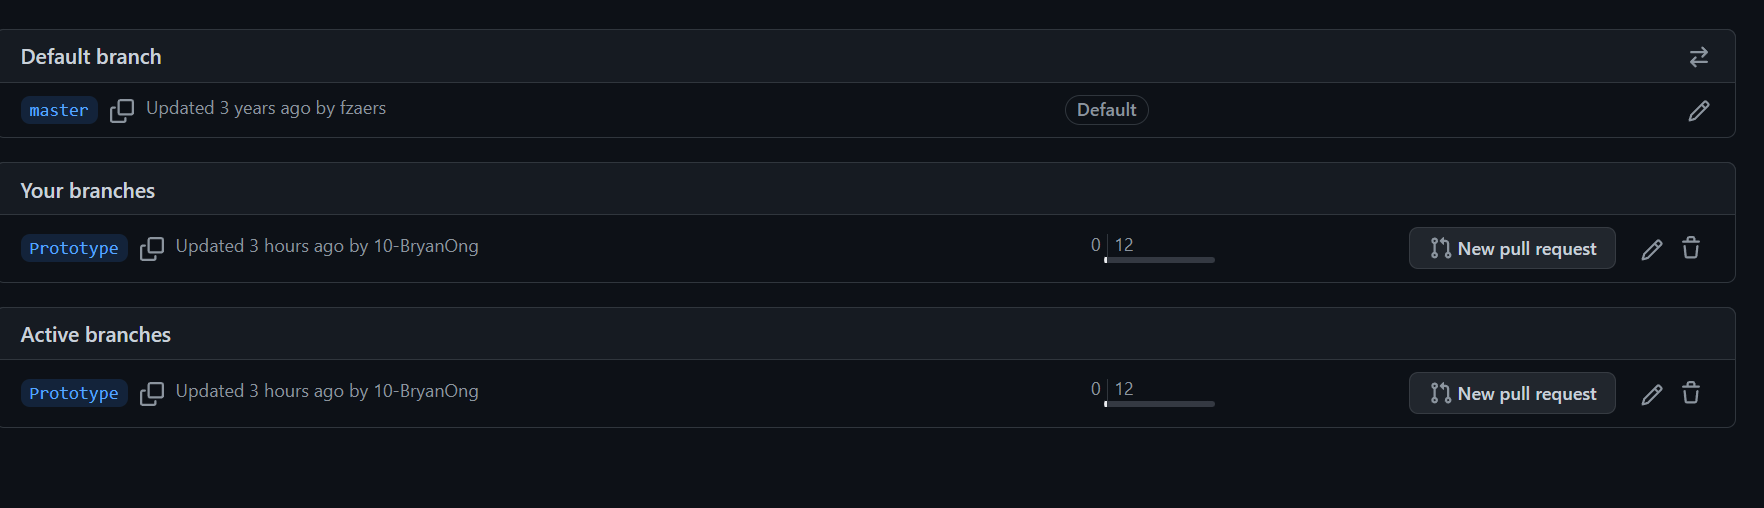 Default branch
master Updated 3 years ago by fzaers Default
Your branches
Prototype Updated 3 hours ago by 10-BryanOng 0 12 New pull request
Active branches
Prototype Updated 3 hours ago by 10-BryanOng 0 12 New pull request